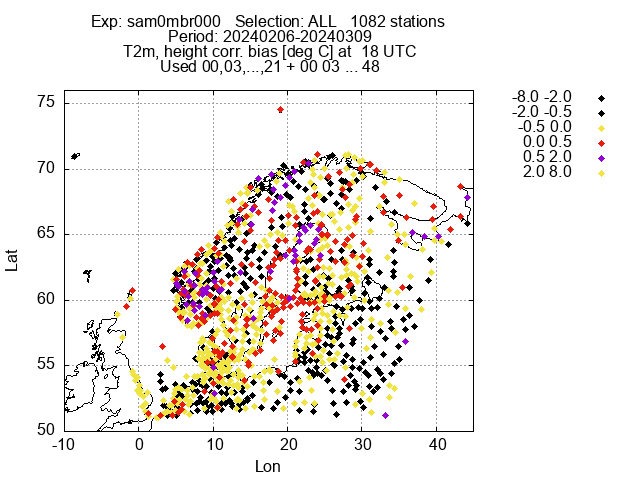 Exp: sam0mbr000 Selection: ALL 1082 stations
Period: 20240206-20240309
T2m, height corr. bias [deg C] at 18 UTC
Used 00,03,...,21 + 00 03 ... 48
-8.0 -2.0
-2.0 -0.5
-0.5 0.0
0.0 0.5
0.5 2.0
2.0 8.0
75
70
65
60
55
50
Lat
-10 0 10 20 30 40
Lon